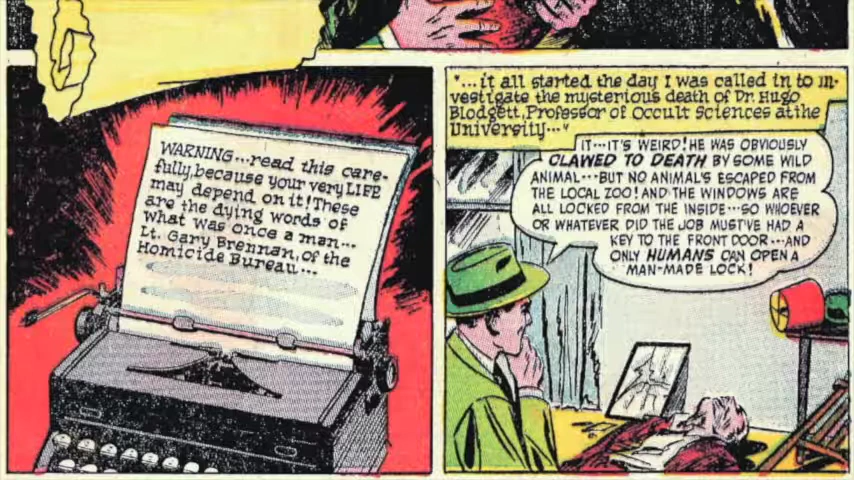 WARNING...read this care-
fully,because your very LIFE
may depend on it! These
are the dying words of
what was once a man...
Lt. Gary Brennan, of the
Homicide Bureau...
"...it all started the day I was called in to in-
vestigate the mysterious death of Dr. Hugo
Blodgett, Professor of Occult Sciences at the
University..."
IT...IT'S WEIRD! HE WAS OBVIOUSLY
CLAWED TO DEATH BY SOME WILD
ANIMAL...BUT NO ANIMAL'S ESCAPED FROM
THE LOCAL ZOO! AND THE WINDOWS ARE
ALL LOCKED FROM THE INSIDE...SO WHOEVER
OR WHATEVER DID THE JOB MUST'VE HAD A
KEY TO THE FRONT DOOR...AND
ONLY HUMANS CAN OPEN A
MAN-MADE LOCK!